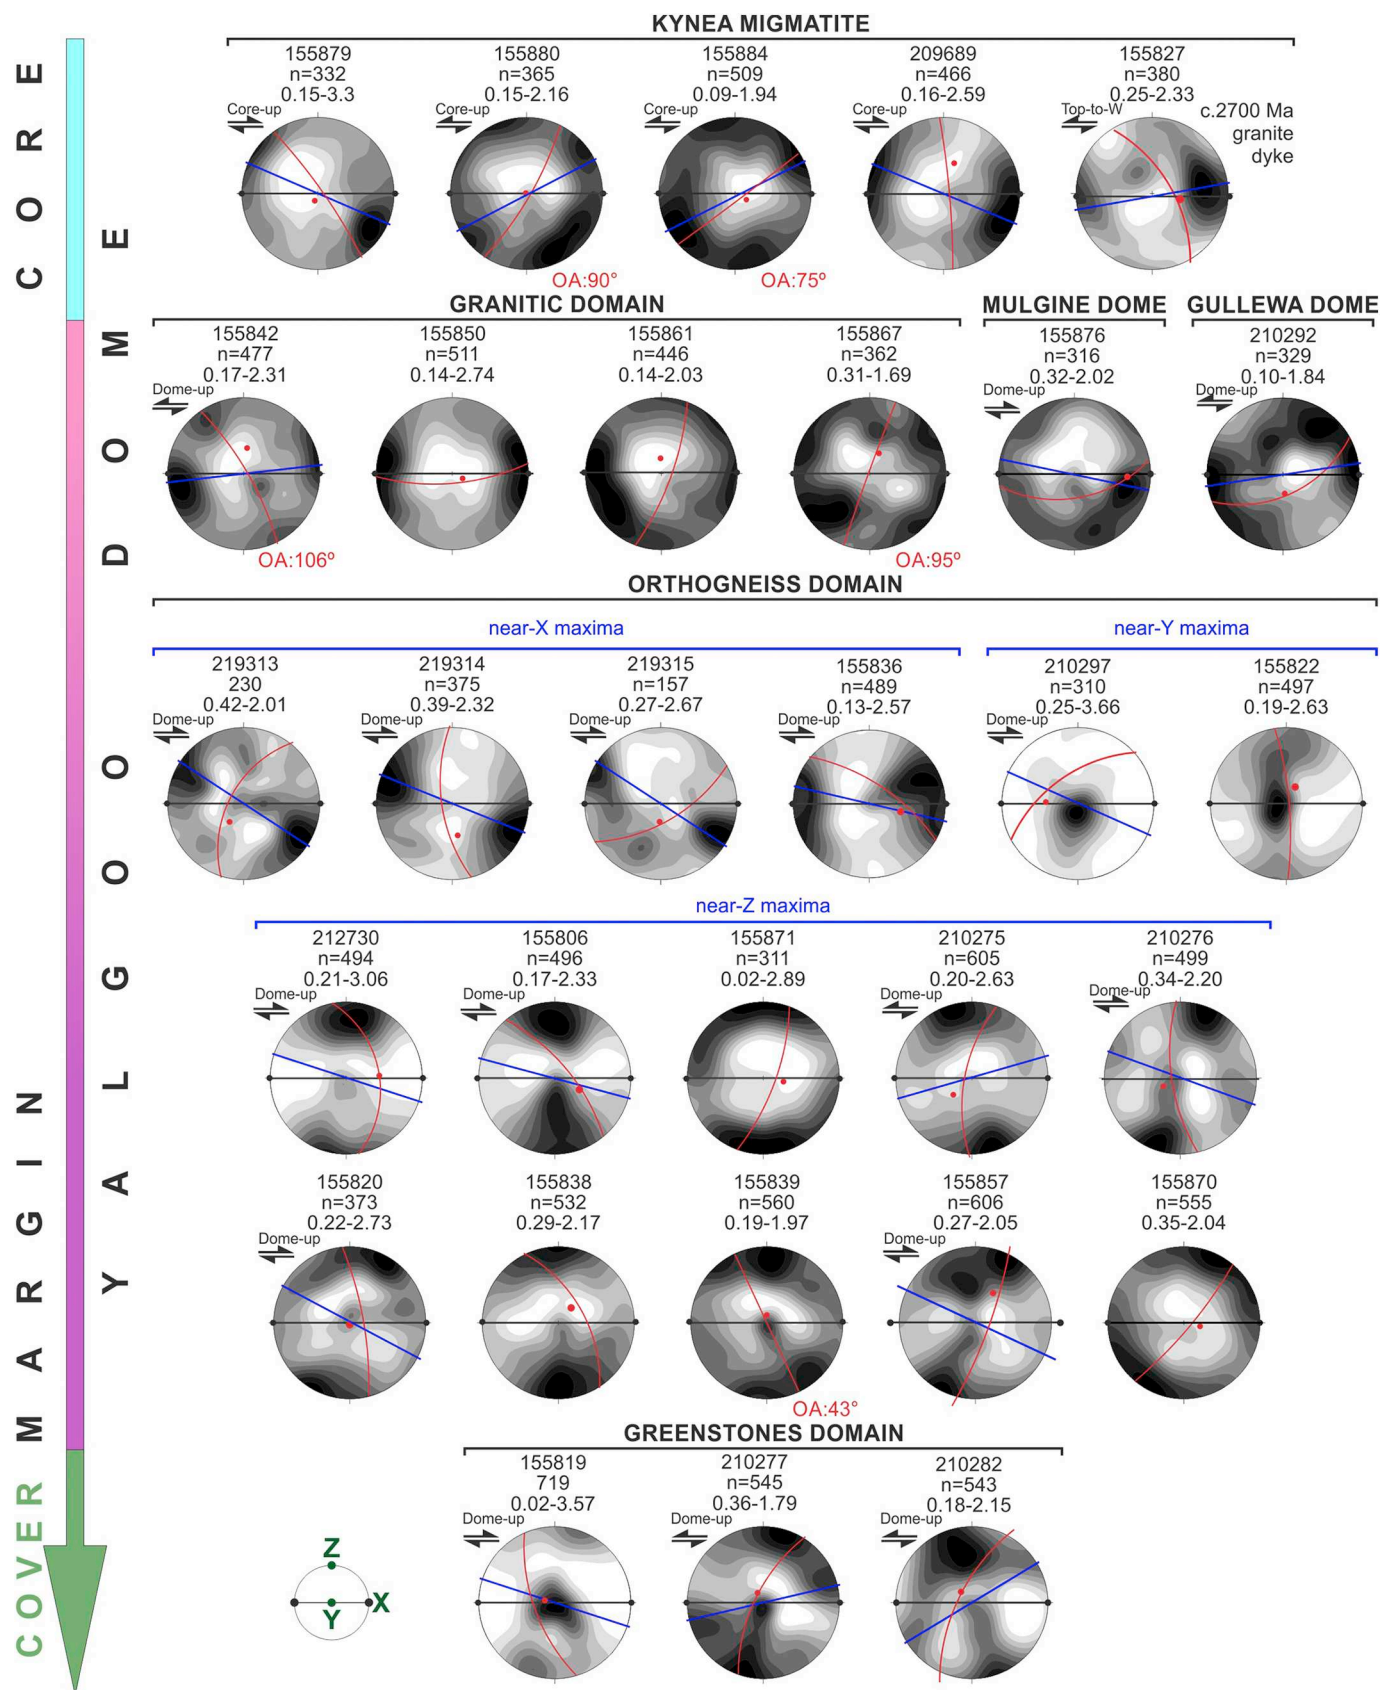 KYNEA MIGMATITE
155879
n=332
0.15-3.3
Core-up
155880
n=365
0.15-2.16
Core-up
OA:90°
155884
n=509
0.09-1.94
Core-up
OA:75º
209689
n=466
0.16-2.59
Core-up
155827
n=380
0.25-2.33
Top-to-W
c.2700 Ma
granite
dyke
GRANITIC DOMAIN
155842
n=477
0.17-2.31
Dome-up
OA:106º
155850
n=511
0.14-2.74
155861
n=446
0.14-2.03
155867
n=362
0.31-1.69
OA:95º
MULGINE DOME
155876
n=316
0.32-2.02
Dome-up
GULLEWA DOME
210292
n=329
0.10-1.84
Dome-up
ORTHOGNEISS DOMAIN
near-X maxima
219313
230
0.42-2.01
Dome-up
219314
n=375
0.39-2.32
Dome-up
219315
n=157
0.27-2.67
Dome-up
155836
n=489
0.13-2.57
Dome-up
near-Y maxima
210297
n=310
0.25-3.66
Dome-up
155822
n=497
0.19-2.63
near-Z maxima
212730
n=494
0.21-3.06
Dome-up
155806
n=496
0.17-2.33
Dome-up
155871
n=311
0.02-2.89
210275
n=605
0.20-2.63
Dome-up
210276
n=499
0.34-2.20
Dome-up
155820
n=373
0.22-2.73
Dome-up
155838
n=532
0.29-2.17
155839
n=560
0.19-1.97
OA:43°
155857
n=606
0.27-2.05
Dome-up
155870
n=555
0.35-2.04
GREENSTONES DOMAIN
155819
719
0.02-3.57
Dome-up
210277
n=545
0.36-1.79
Dome-up
210282
n=543
0.18-2.15
Dome-up
Z
Y
X
CORE
MARGIN
COVER
YALGOO DOME